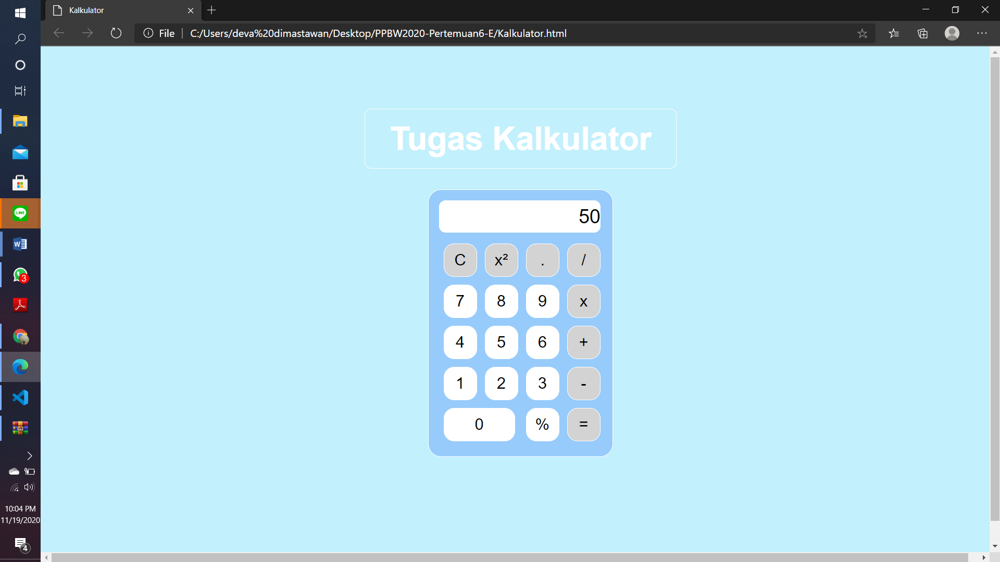 Kalkulator
File
C:/Users/deva%20dimastawan/Desktop/PPBW2020-Pertemuan6-E/Kalkulator.html
Tugas Kalkulator
50
C x² . /
7 8 9 x
4 5 6 +
1 2 3 -
0 % =
LINE
W
3
10:04 PM
11/19/2020
4